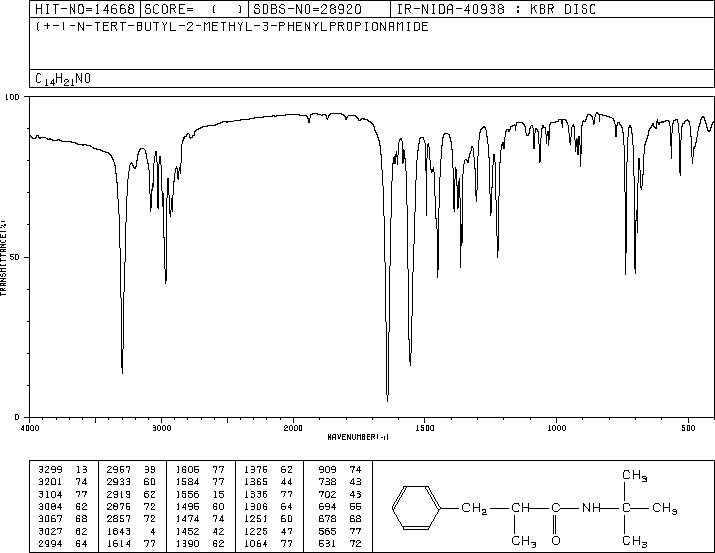 HIT-NO=14668 SCORE= ( ) SDBS-NO=28920 IR-NIDA-40938 : KBR DISC
(+-)-N-TERT-BUTYL-2-METHYL-3-PHENYLPROPIONAMIDE
C14H21NO
100
50
0
TRANSMITTANCE(%)
4000 3000 2000 1500 1000 500
WAVENUMBER(-1)
3299 13 2967 39 1606 77 1376 62 909 74
3201 74 2933 60 1584 77 1365 44 738 43
3104 77 2919 62 1556 15 1336 77 702 43
3084 62 2876 72 1496 60 1306 64 694 55
3067 68 2857 72 1474 74 1251 60 678 68
3027 62 1643 4 1452 42 1225 47 565 77
2994 64 1614 77 1390 62 1064 77 531 72
CH3
CH2 CH C NH C CH3
CH3 O CH3